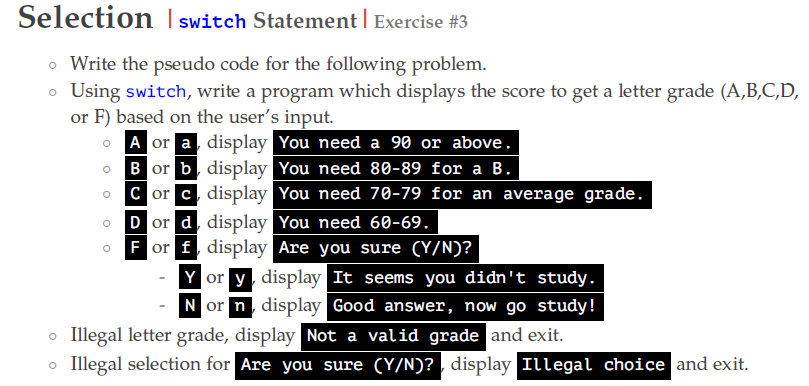 Selection |switch Statement| Exercise #3
○ Write the pseudo code for the following problem.
○ Using switch, write a program which displays the score to get a letter grade (A,B,C,D,
or F) based on the user's input.
○ A or a, display You need a 90 or above.
○ B or b, display You need 80-89 for a B.
○ C or c, display You need 70-79 for an average grade.
○ D or d, display You need 60-69.
○ F or f, display Are you sure (Y/N)?
- Y or y, display It seems you didn't study.
- N or n, display Good answer, now go study!
○ Illegal letter grade, display Not a valid grade and exit.
○ Illegal selection for Are you sure (Y/N)?, display Illegal choice and exit.